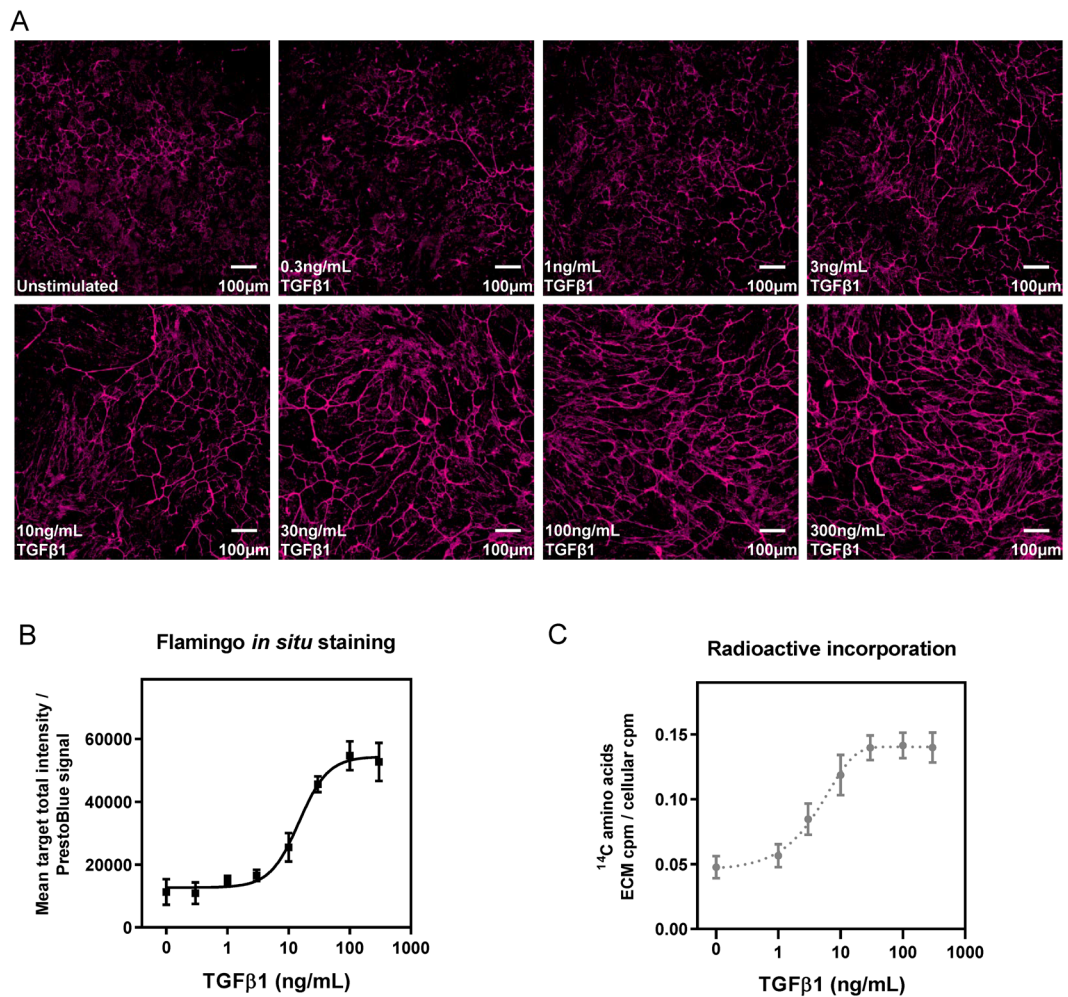 A
Unstimulated
100µm
0.3ng/mL
TGFβ1
100µm
1ng/mL
TGFβ1
100µm
3ng/mL
TGFβ1
100µm
10ng/mL
TGFβ1
100µm
30ng/mL
TGFβ1
100µm
100ng/mL
TGFβ1
100µm
300ng/mL
TGFβ1
100µm
B
Flamingo in situ staining
Mean target total intensity /
PrestoBlue signal
60000
40000
20000
0
0 1 10 100 1000
TGFβ1 (ng/mL)
C
Radioactive incorporation
¹⁴C amino acids
ECM cpm / cellular cpm
0.15
0.10
0.05
0.00
0 1 10 100 1000
TGFβ1 (ng/mL)